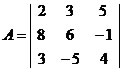 A = | 2 3 5 |
| 8 6 −1 |
| 3 −5 4 |